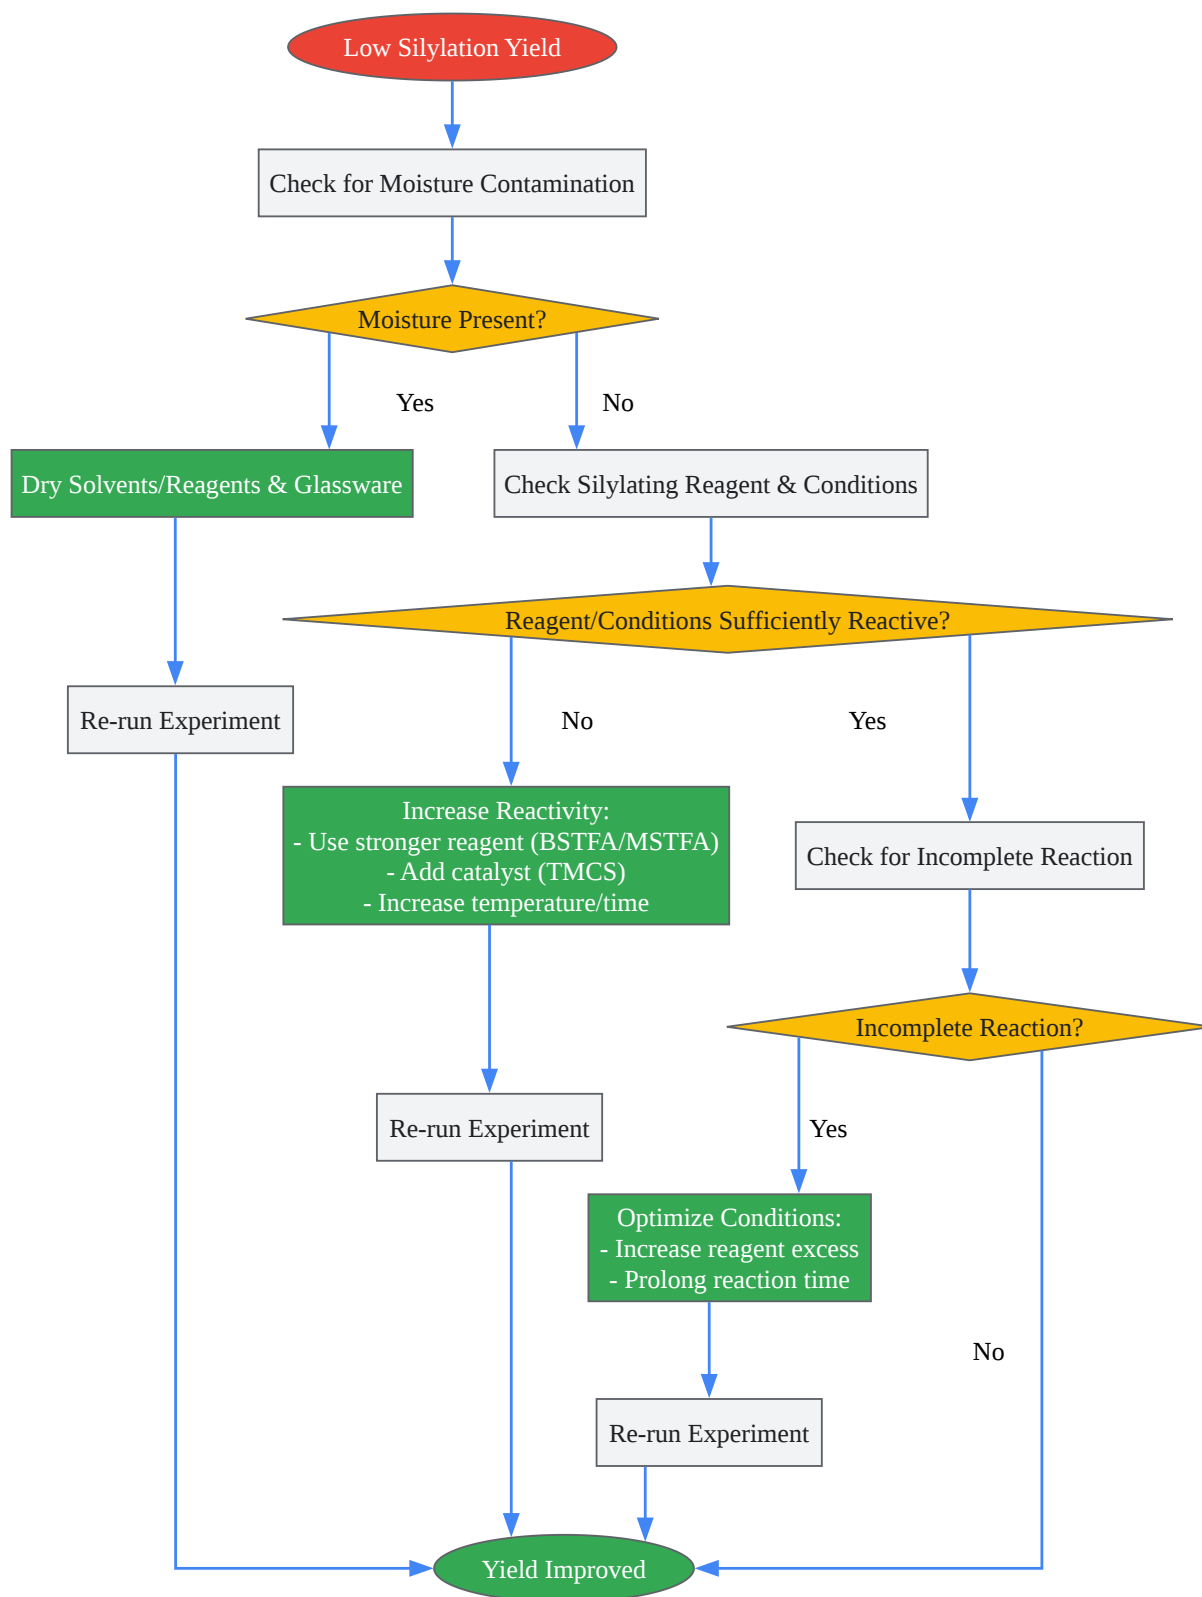 Low Silylation Yield
Check for Moisture Contamination
Moisture Present?
Yes
No
Dry Solvents/Reagents & Glassware
Check Silylating Reagent & Conditions
Reagent/Conditions Sufficiently Reactive?
Re-run Experiment
No
Yes
Increase Reactivity:
- Use stronger reagent (BSTFA/MSTFA)
- Add catalyst (TMCS)
- Increase temperature/time
Check for Incomplete Reaction
Incomplete Reaction?
Re-run Experiment
Yes
Optimize Conditions:
- Increase reagent excess
- Prolong reaction time
No
Re-run Experiment
Yield Improved